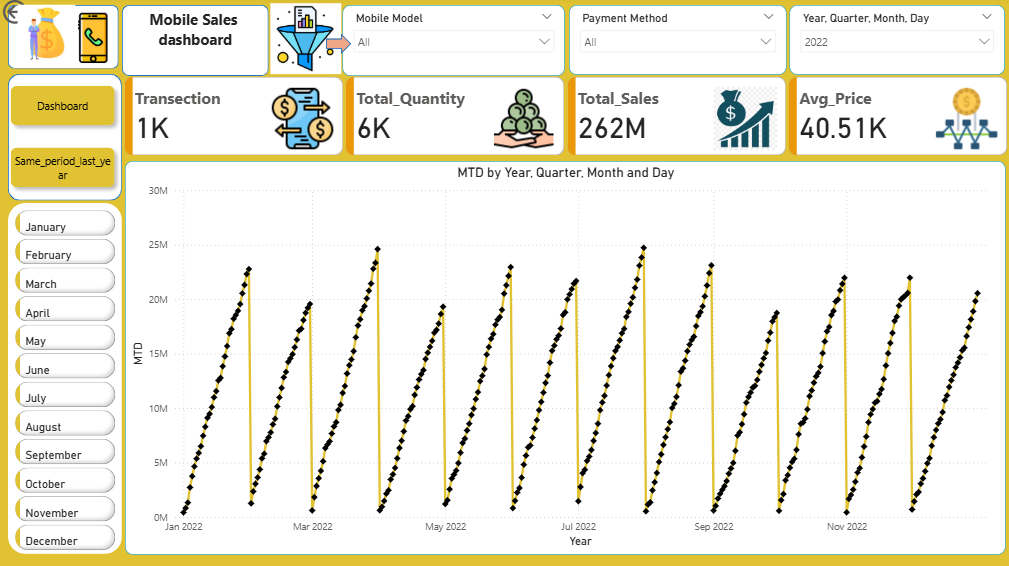 Mobile Sales
dashboard
Mobile Model
All
Payment Method
All
Year, Quarter, Month, Day
2022
Dashboard
Same_period_last_ye
ar
Transection
1K
Total_Quantity
6K
Total_Sales
262M
Avg_Price
40.51K
January
February
March
April
May
June
July
August
September
October
November
December
MTD by Year, Quarter, Month and Day
MTD
30M
25M
20M
15M
10M
5M
0M
Jan 2022
Mar 2022
May 2022
Jul 2022
Sep 2022
Nov 2022
Year